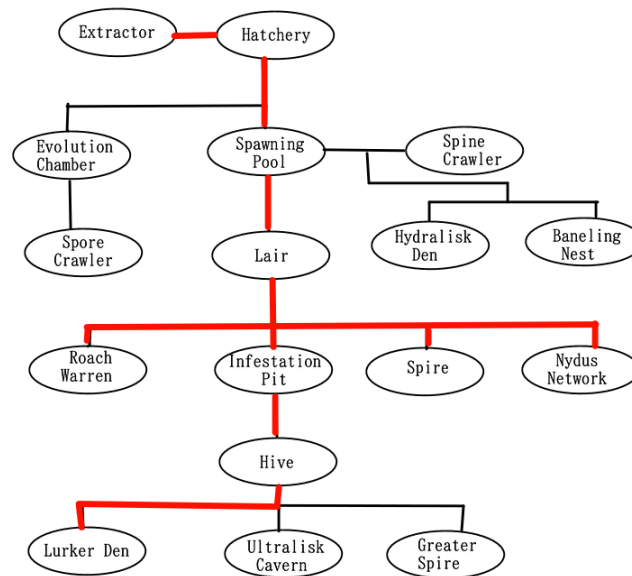 Extractor
Hatchery
Evolution
Chamber
Spawning
Pool
Spine
Crawler
Spore
Crawler
Lair
Hydralisk
Den
Baneling
Nest
Roach
Warren
Infestation
Pit
Spire
Nydus
Network
Hive
Lurker Den
Ultralisk
Cavern
Greater
Spire